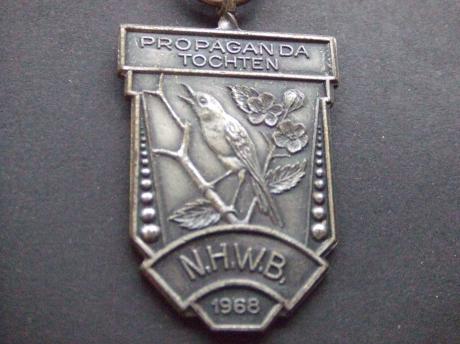 PROPAGANDA
TOCHTEN
N.H.W.B.
1968